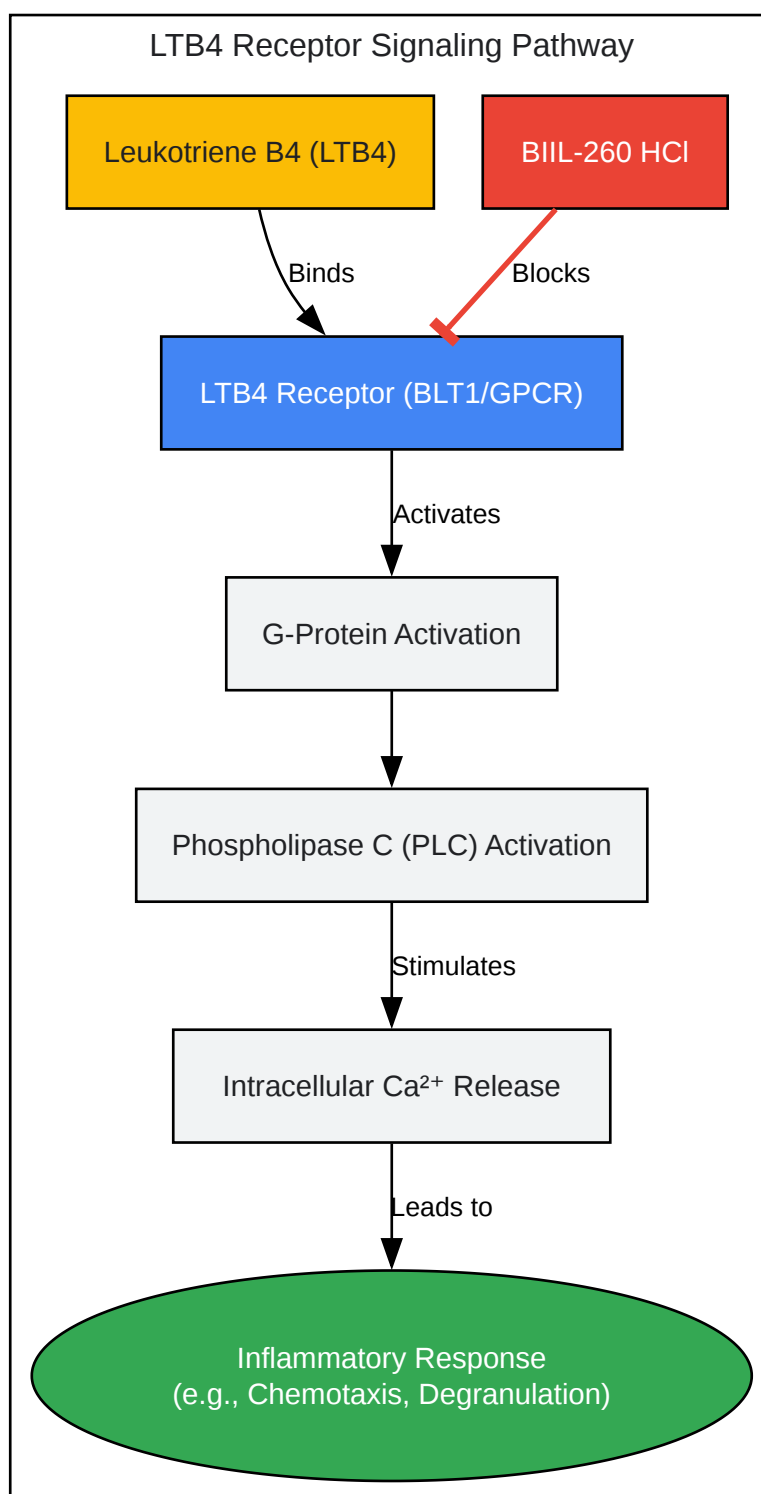 LTB4 Receptor Signaling Pathway
Leukotriene B4 (LTB4)
BIIL-260 HCl
Binds
Blocks
LTB4 Receptor (BLT1/GPCR)
Activates
G-Protein Activation
Phospholipase C (PLC) Activation
Stimulates
Intracellular Ca²⁺ Release
Leads to
Inflammatory Response
(e.g., Chemotaxis, Degranulation)